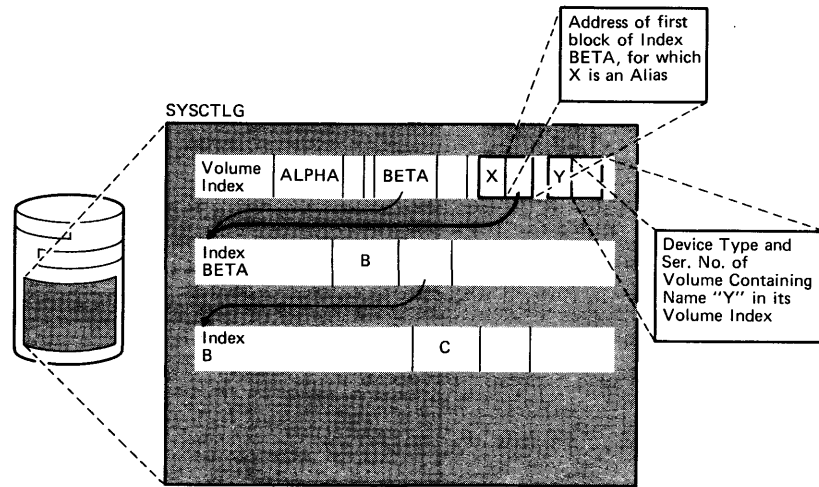 Address of first
block of Index
BETA, for which
X is an Alias
SYSCTLG
Volume
Index
ALPHA
BETA
X
Y
Index
BETA
B
Device Type and
Ser. No. of
Volume Containing
Name "Y" in its
Volume Index
Index
B
C